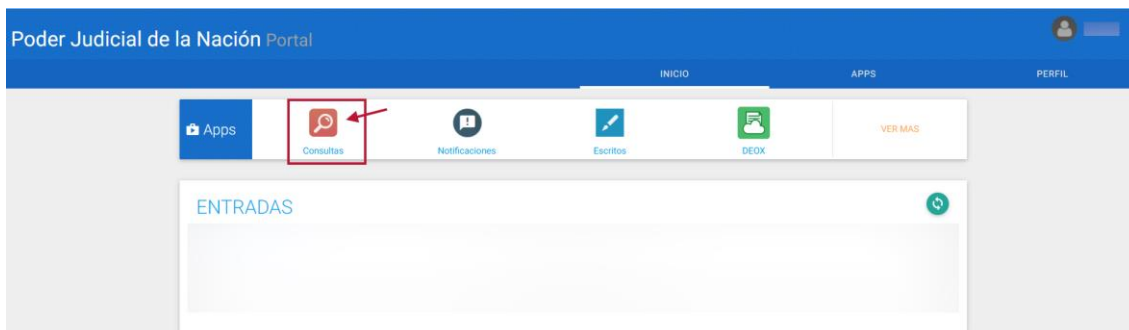 Poder Judicial de la Nación Portal
INICIO APPS PERFIL
Apps
Consultas Notificaciones Escritos DEOX VER MAS
ENTRADAS